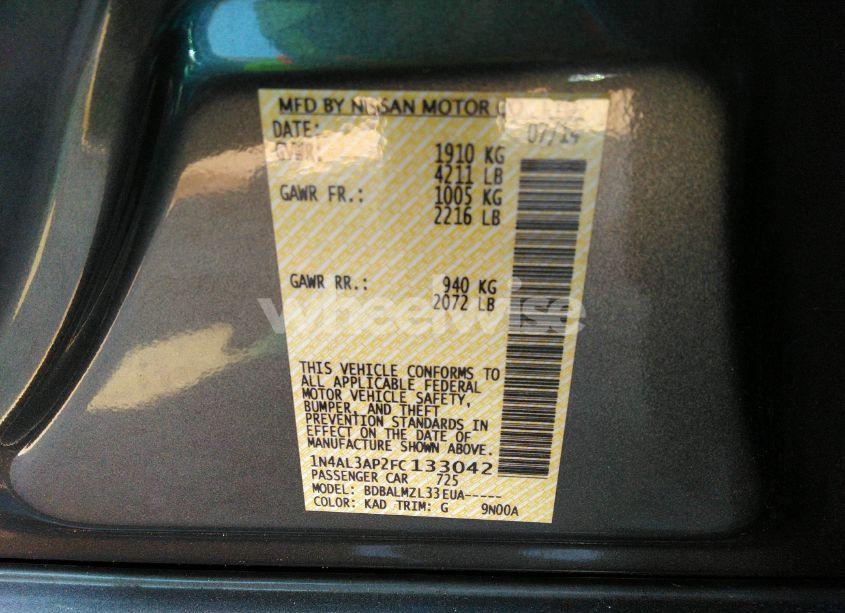 MFD BY NISSAN MOTOR CO
DATE: 07/14
GVWR: 1910 KG
4211 LB
GAWR FR.: 1005 KG
2216 LB
GAWR RR.: 940 KG
2072 LB
wheelwise
THIS VEHICLE CONFORMS TO
ALL APPLICABLE FEDERAL
MOTOR VEHICLE SAFETY,
BUMPER, AND THEFT
PREVENTION STANDARDS IN
EFFECT ON THE DATE OF
MANUFACTURE SHOWN ABOVE.
1N4AL3AP2FC133042
PASSENGER CAR 725
MODEL: BDBALMZL33EUA-----
COLOR: KAD TRIM: G 9N00A